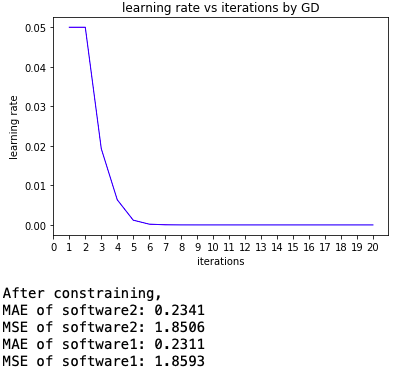 learning rate vs iterations by GD
0.05
0.04
0.03
0.02
0.01
0.00
learning rate
0 1 2 3 4 5 6 7 8 9 10 11 12 13 14 15 16 17 18 19 20
iterations
After constraining,
MAE of software2: 0.2341
MSE of software2: 1.8506
MAE of software1: 0.2311
MSE of software1: 1.8593